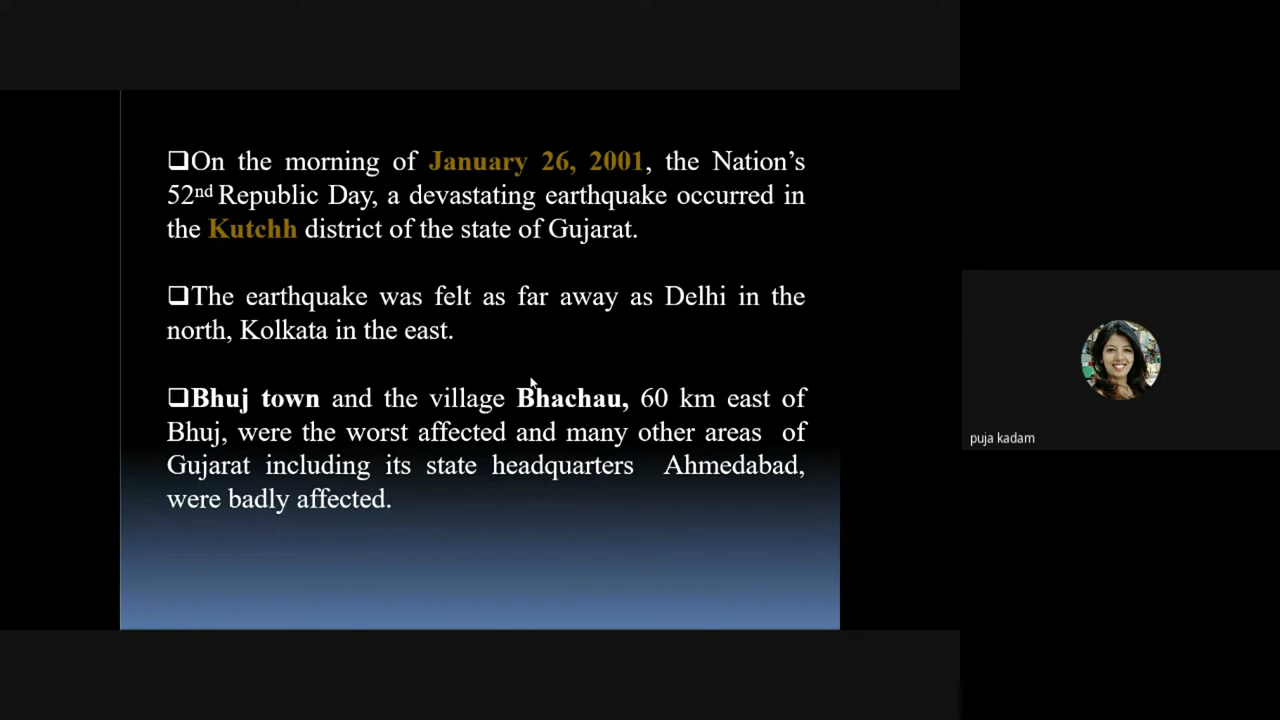 ❑On the morning of January 26, 2001, the Nation’s
52nd Republic Day, a devastating earthquake occurred in
the Kutchh district of the state of Gujarat.
❑The earthquake was felt as far away as Delhi in the
north, Kolkata in the east.
❑Bhuj town and the village Bhachau, 60 km east of
Bhuj, were the worst affected and many other areas of
Gujarat including its state headquarters Ahmedabad,
were badly affected.
puja kadam